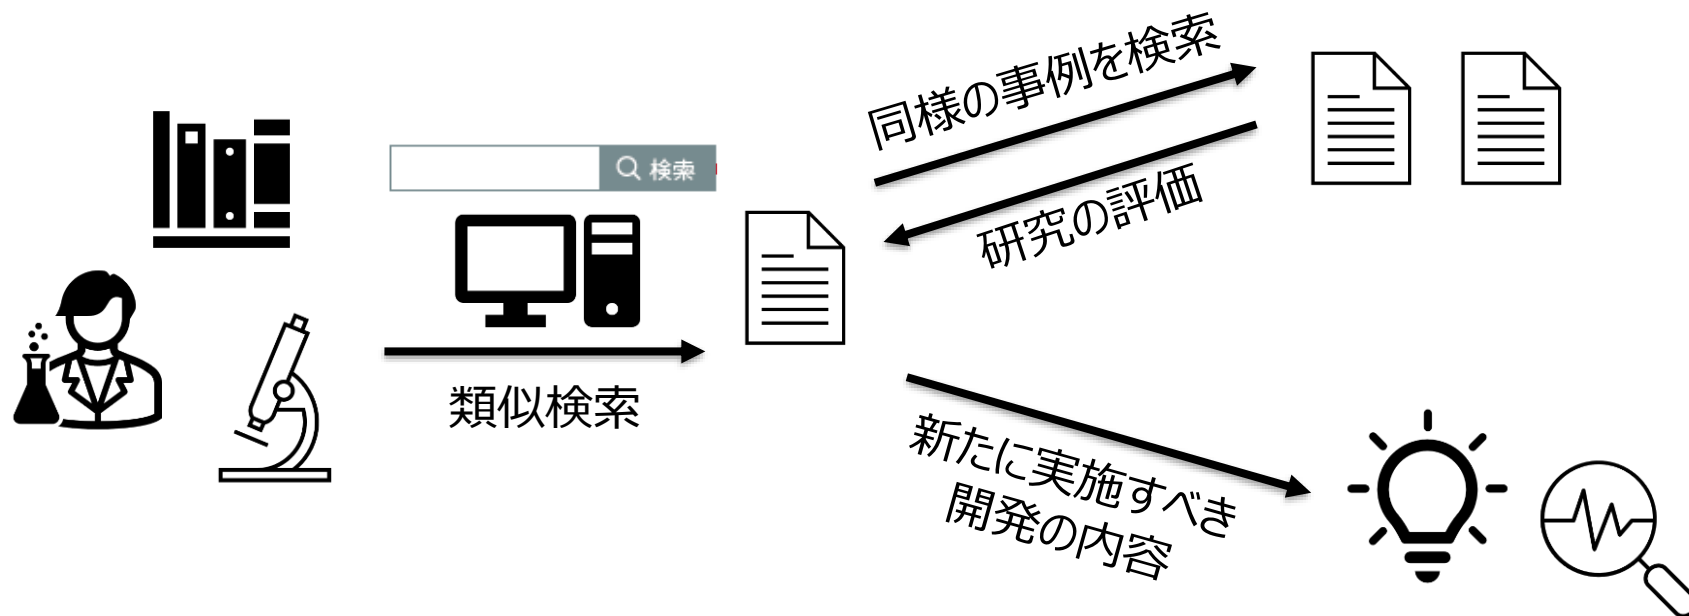 同様の事例を検索
検索
研究の評価
類似検索
新たに実施すべき
開発の内容